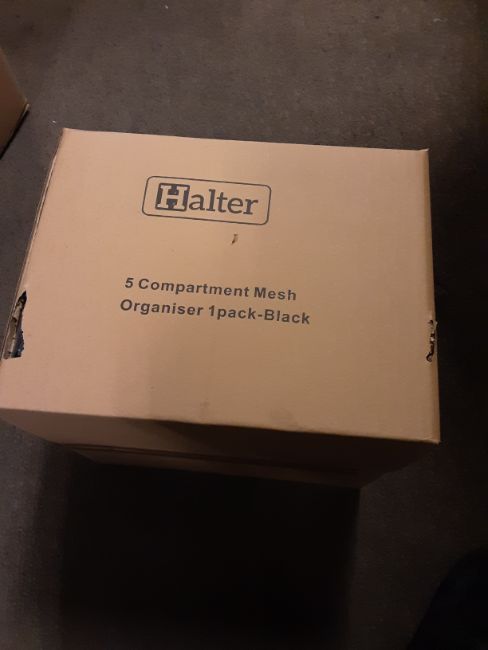 Halter
5 Compartment Mesh
Organiser 1pack-Black